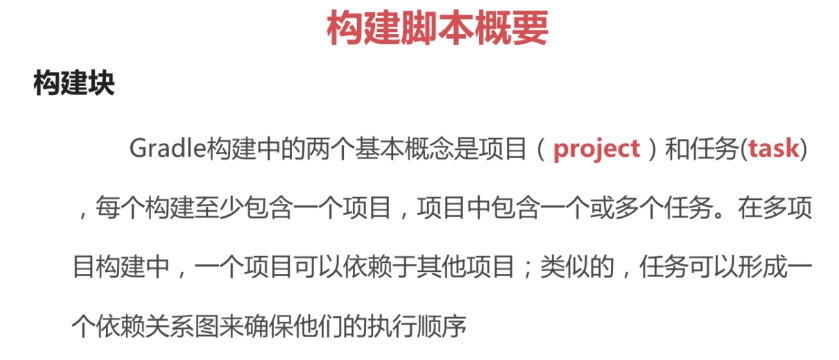 构建脚本概要
构建块
Gradle构建中的两个基本概念是项目（project）和任务(task)
，每个构建至少包含一个项目，项目中包含一个或多个任务。在多项
目构建中，一个项目可以依赖于其他项目；类似的，任务可以形成一
个依赖关系图来确保他们的执行顺序